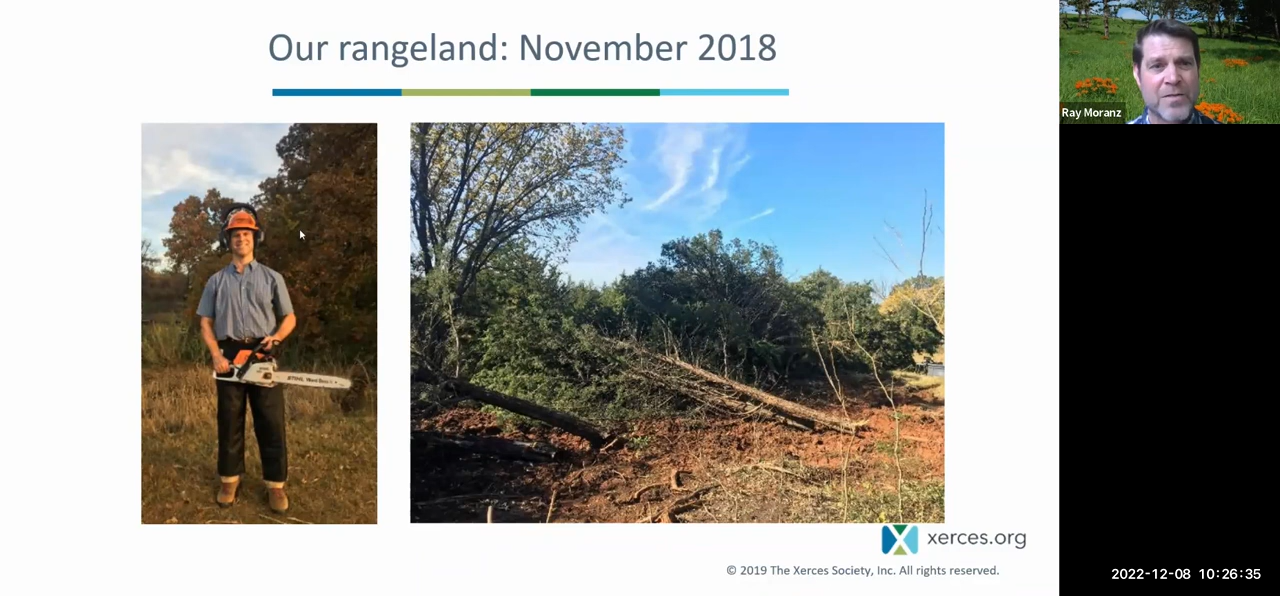 Our rangeland: November 2018
Ray Moranz
STIHL
xerces.org
© 2019 The Xerces Society, Inc. All rights reserved.
2022-12-08 10:26:35